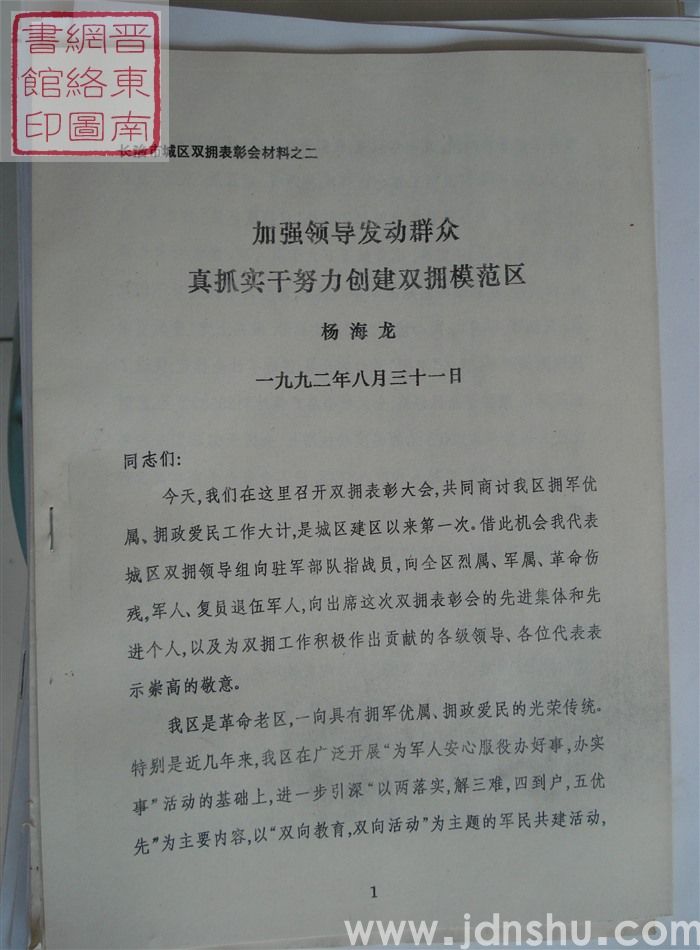 晋東南
網絡圖
書館印
长治市城区双拥表彰会材料之二
加强领导发动群众
真抓实干努力创建双拥模范区
杨海龙
一九九二年八月三十一日
同志们:
今天,我们在这里召开双拥表彰大会,共同商讨我区拥军优
属、拥政爱民工作大计,是城区建区以来第一次。借此机会我代表
城区双拥领导组向驻军部队指战员,向全区烈属、军属、革命伤
残,军人、复员退伍军人,向出席这次双拥表彰会的先进集体和先
进个人,以及为双拥工作积极作出贡献的各级领导、各位代表表
示崇高的敬意。
我区是革命老区,一向具有拥军优属、拥政爱民的光荣传统。
特别是近几年来,我区在广泛开展“为军人安心服役办好事,办实
事”活动的基础上,进一步引深“以两落实,解三难,四到户,五优
先”为主要内容,以“双向教育,双向活动”为主题的军民共建活动,
1
www.jdnshu.com